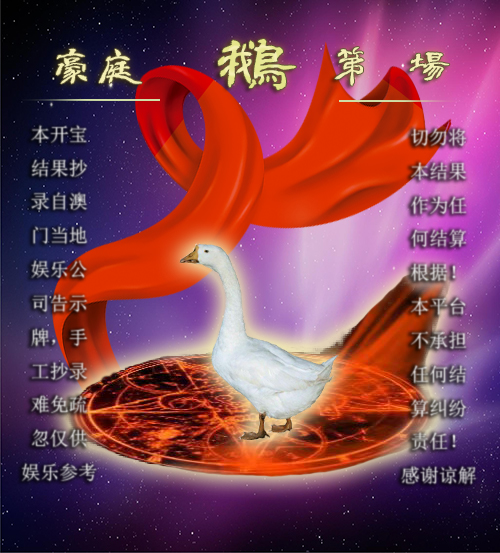 豪庭 鹅 第 場
本开宝
结果抄
录自澳
门当地
娱乐公
司告示
牌，手
工抄录
难免疏
忽仅供
娱乐参考
切勿将
本结果
作为任
何结算
根据！
本平台
不承担
任何结
算纠纷
责任！
感谢谅解